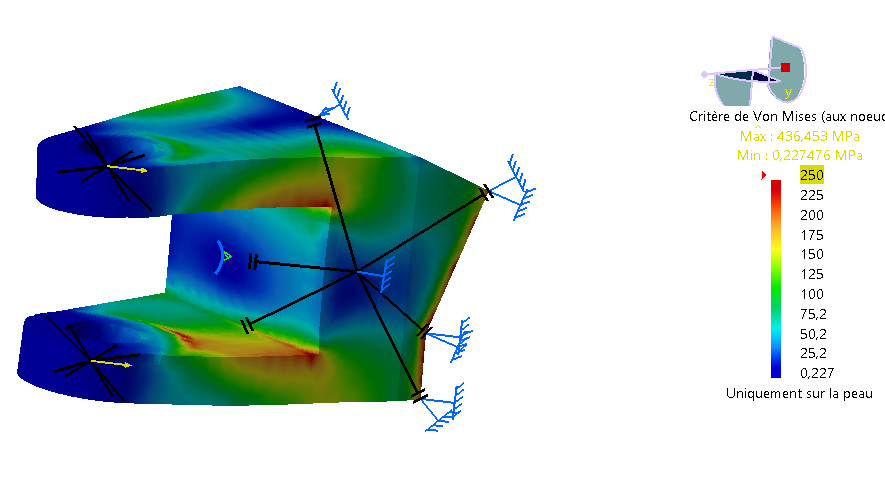 z
y
Critère de Von Mises (aux noeud
Max : 436,453 MPa
Min : 0,227476 MPa
250
225
200
175
150
125
100
75,2
50,2
25,2
0,227
Uniquement sur la peau